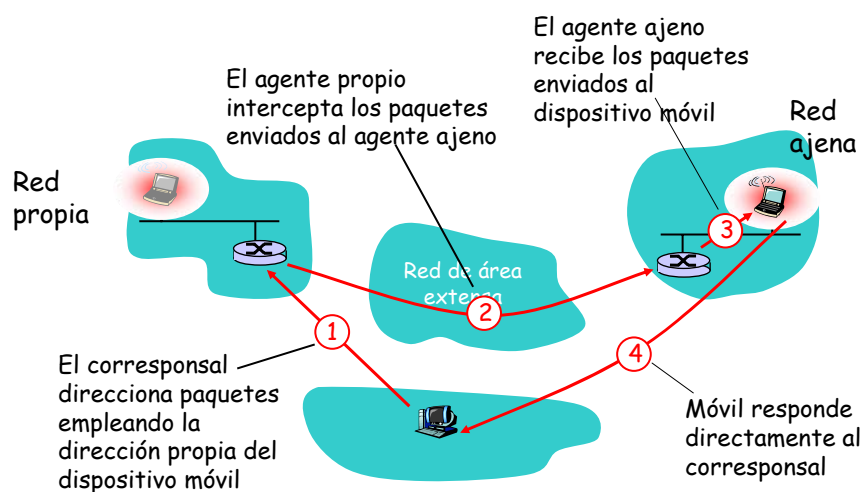 El agente propio
intercepta los paquetes
enviados al agente ajeno
El agente ajeno
recibe los paquetes
enviados al
dispositivo móvil
Red
ajena
Red
propia
3
Red de área
extensa
2
1
4
El corresponsal
direcciona paquetes
empleando la
dirección propia del
dispositivo móvil
Móvil responde
directamente al
corresponsal